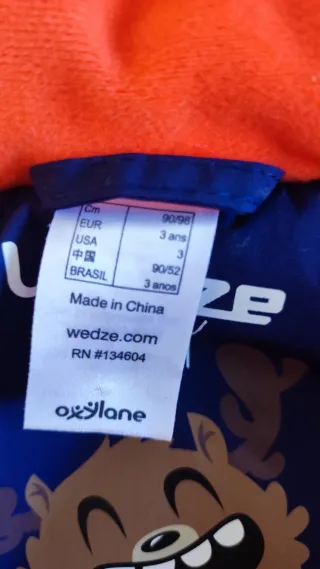 Cm 90/98
EUR 3 ans
USA 3
中国 90/52
BRASIL 3 anos
Made in China
wedze.com
RN #134604
oxylane